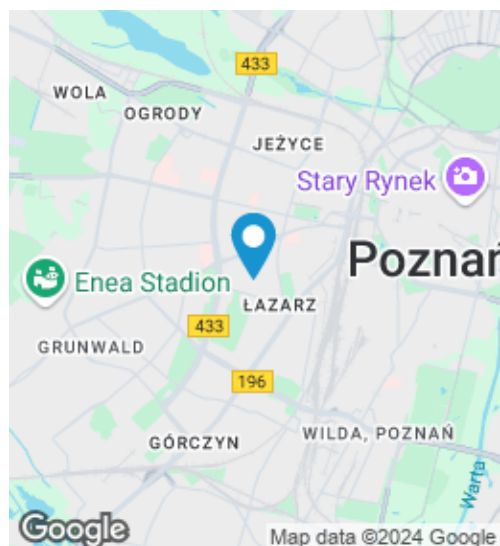 433
WOLA
OGRODY
JEŻYCE
Stary Rynek
Poznań
Enea Stadion
ŁAZARZ
433
GRUNWALD
196
GÓRCZYN
WILDA, POZNAŃ
Warta
Google
Map data ©2024 Google